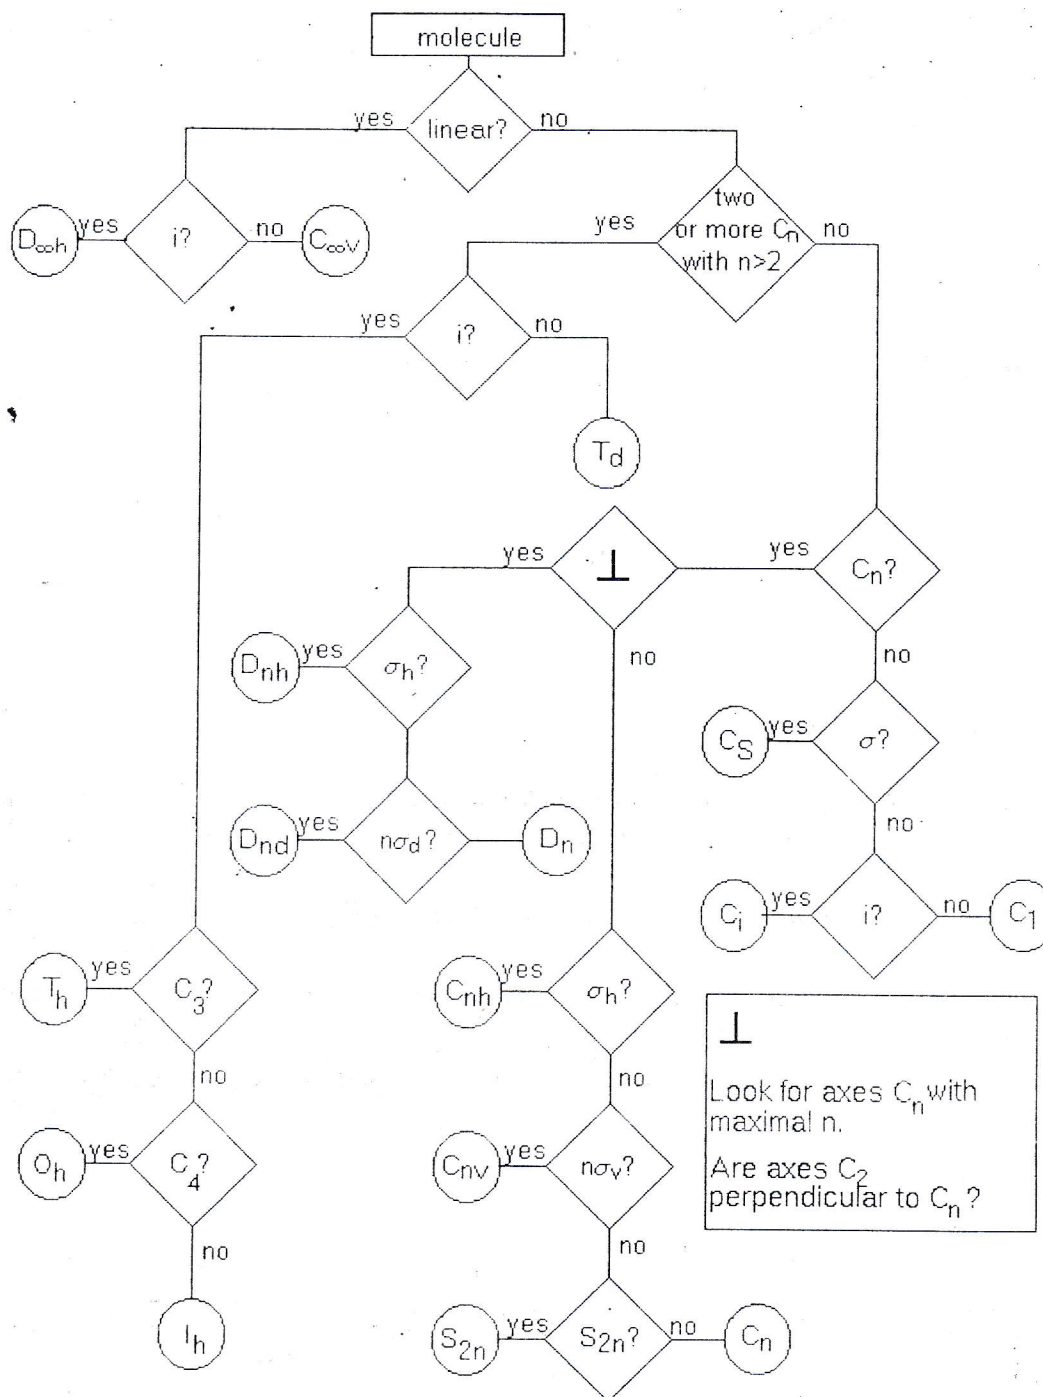 molecule
yes linear? no
two
or more Cn
with n>2
yes no
D∞h yes i? no C∞v
yes i? no
Td
yes ⊥ yes Cn?
no no
Dnh yes σh?
CS yes σ?
no
Dnd yes nσd? Dn
Ci yes i? no C1
Th yes C3?
no
Cnh yes σh?
no
Oh yes C4?
no
Cnv yes nσv?
no
Ih
S2n yes S2n? no Cn
⊥
Look for axes Cn with
maximal n.
Are axes C2
perpendicular to Cn?